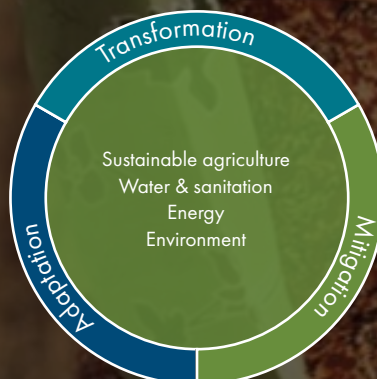 Transformation
Sustainable agriculture
Water & sanitation
Energy
Environment
Adaptation
Mitigation